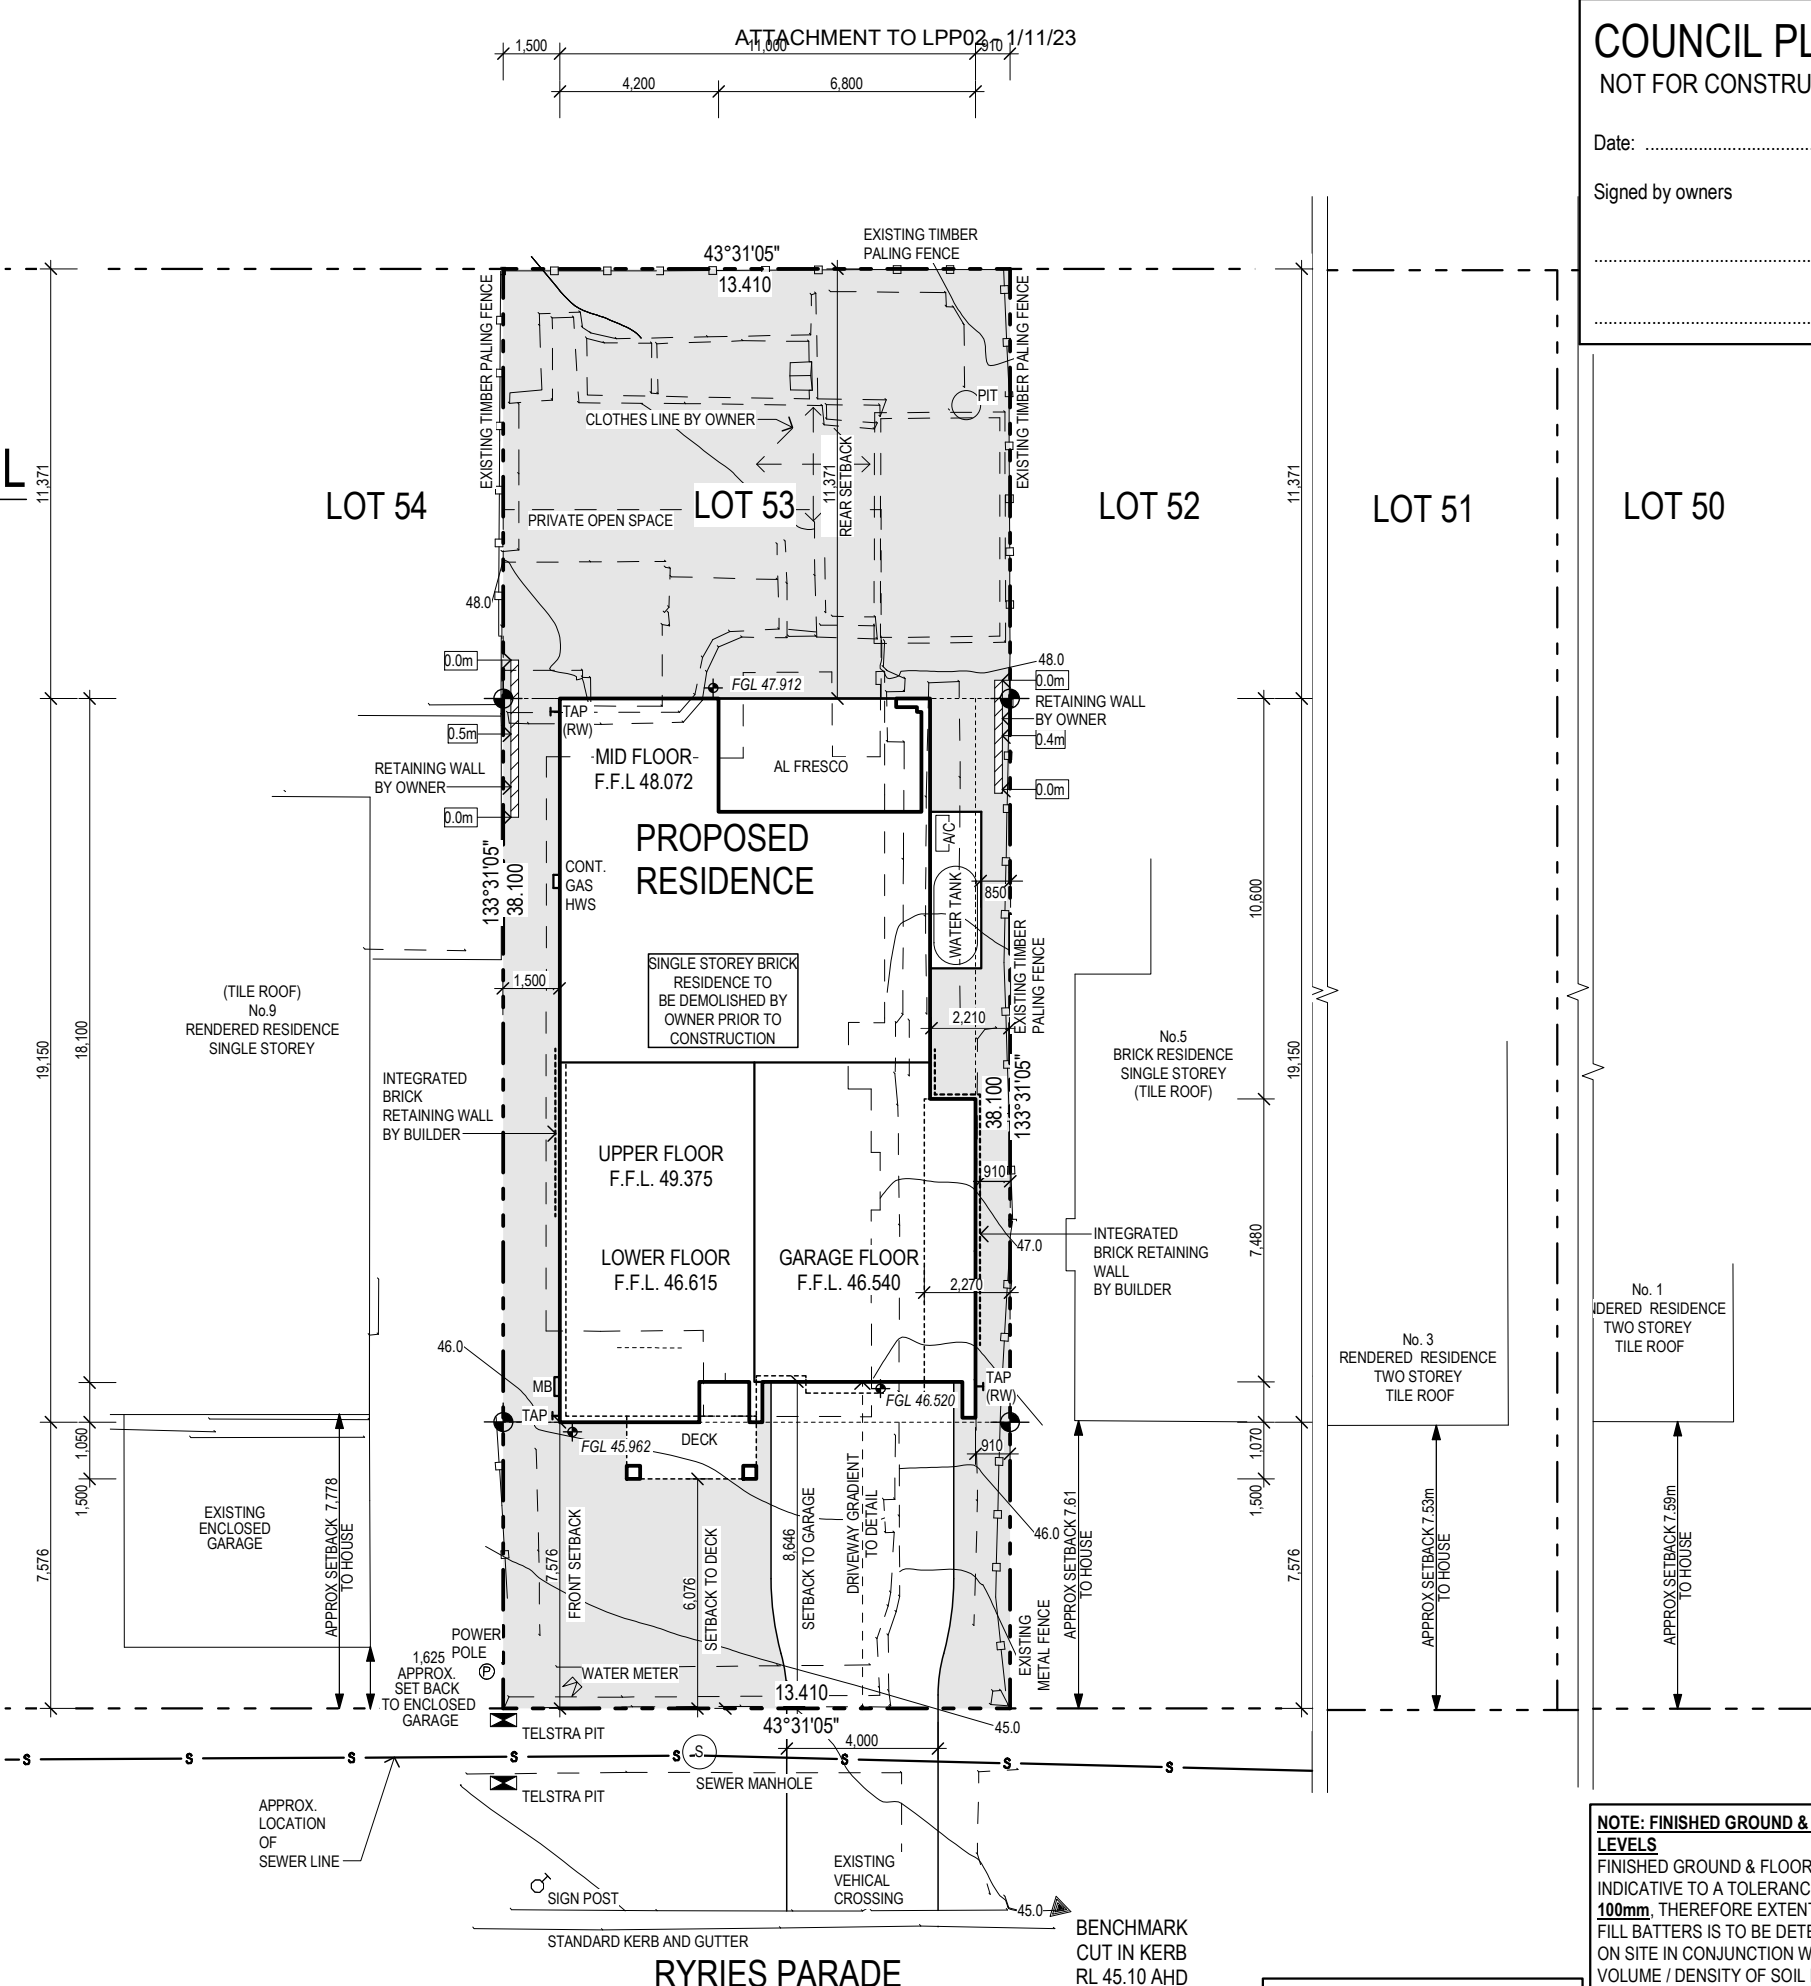 ATTACHMENT TO LPP02 - 1/11/23
1,500
11,000
910
4,200
6,800
COUNCIL PL
NOT FOR CONSTRU
Date:
Signed by owners
43°31'05"
13.410
EXISTING TIMBER
PALING FENCE
EXISTING TIMBER PALING FENCE
EXISTING TIMBER PALING FENCE
PIT
CLOTHES LINE BY OWNER
11,371
REAR SETBACK
L
11,371
11,371
LOT 54
LOT 53
LOT 52
LOT 51
LOT 50
PRIVATE OPEN SPACE
48.0
48.0
0.0m
0.0m
FGL 47.912
RETAINING WALL
BY OWNER
TAP
(RW)
0.5m
0.4m
MID FLOOR
F.F.L 48.072
AL FRESCO
RETAINING WALL
BY OWNER
0.0m
0.0m
PROPOSED
RESIDENCE
A/C
WATER TANK
850
133°31'05"
38.100
CONT.
GAS
HWS
10,600
EXISTING TIMBER
PALING FENCE
SINGLE STOREY BRICK
RESIDENCE TO
BE DEMOLISHED BY
OWNER PRIOR TO
CONSTRUCTION
1,500
2,210
(TILE ROOF)
No.9
RENDERED RESIDENCE
SINGLE STOREY
No.5
BRICK RESIDENCE
SINGLE STOREY
(TILE ROOF)
19,150
18,100
19,150
38.100
133°31'05"
INTEGRATED
BRICK
RETAINING WALL
BY BUILDER
UPPER FLOOR
F.F.L. 49.375
910
LOWER FLOOR
F.F.L. 46.615
GARAGE FLOOR
F.F.L. 46.540
47.0
INTEGRATED
BRICK RETAINING
WALL
BY BUILDER
7,480
2,270
No. 1
NDERED RESIDENCE
TWO STOREY
TILE ROOF
No. 3
RENDERED RESIDENCE
TWO STOREY
TILE ROOF
46.0
MB
TAP
TAP
(RW)
FGL 46.520
FGL 45.962
DECK
910
1,050
1,500
1,070
1,500
EXISTING
ENCLOSED
GARAGE
APPROX SETBACK 7,778
TO HOUSE
7,576
7,576
FRONT SETBACK
6,076
SETBACK TO DECK
8,646
SETBACK TO GARAGE
DRIVEWAY GRADIENT
TO DETAIL
46.0
APPROX SETBACK 7.61
TO HOUSE
7,576
APPROX SETBACK 7.53m
TO HOUSE
APPROX SETBACK 7.59m
TO HOUSE
EXISTING
METAL FENCE
POWER
POLE
P
1,625
APPROX.
SET BACK
TO ENCLOSED
GARAGE
WATER METER
13.410
43°31'05"
45.0
TELSTRA PIT
4,000
S S S S S S S S S
SEWER MANHOLE
TELSTRA PIT
APPROX.
LOCATION
OF
SEWER LINE
EXISTING
VEHICAL
CROSSING
SIGN POST
45.0
STANDARD KERB AND GUTTER
BENCHMARK
CUT IN KERB
RL 45.10 AHD
RYRIES PARADE
NOTE: FINISHED GROUND &
LEVELS
FINISHED GROUND & FLOOR
INDICATIVE TO A TOLERANC
100mm, THEREFORE EXTENT
FILL BATTERS IS TO BE DETE
ON SITE IN CONJUNCTION W
VOLUME / DENSITY OF SOIL